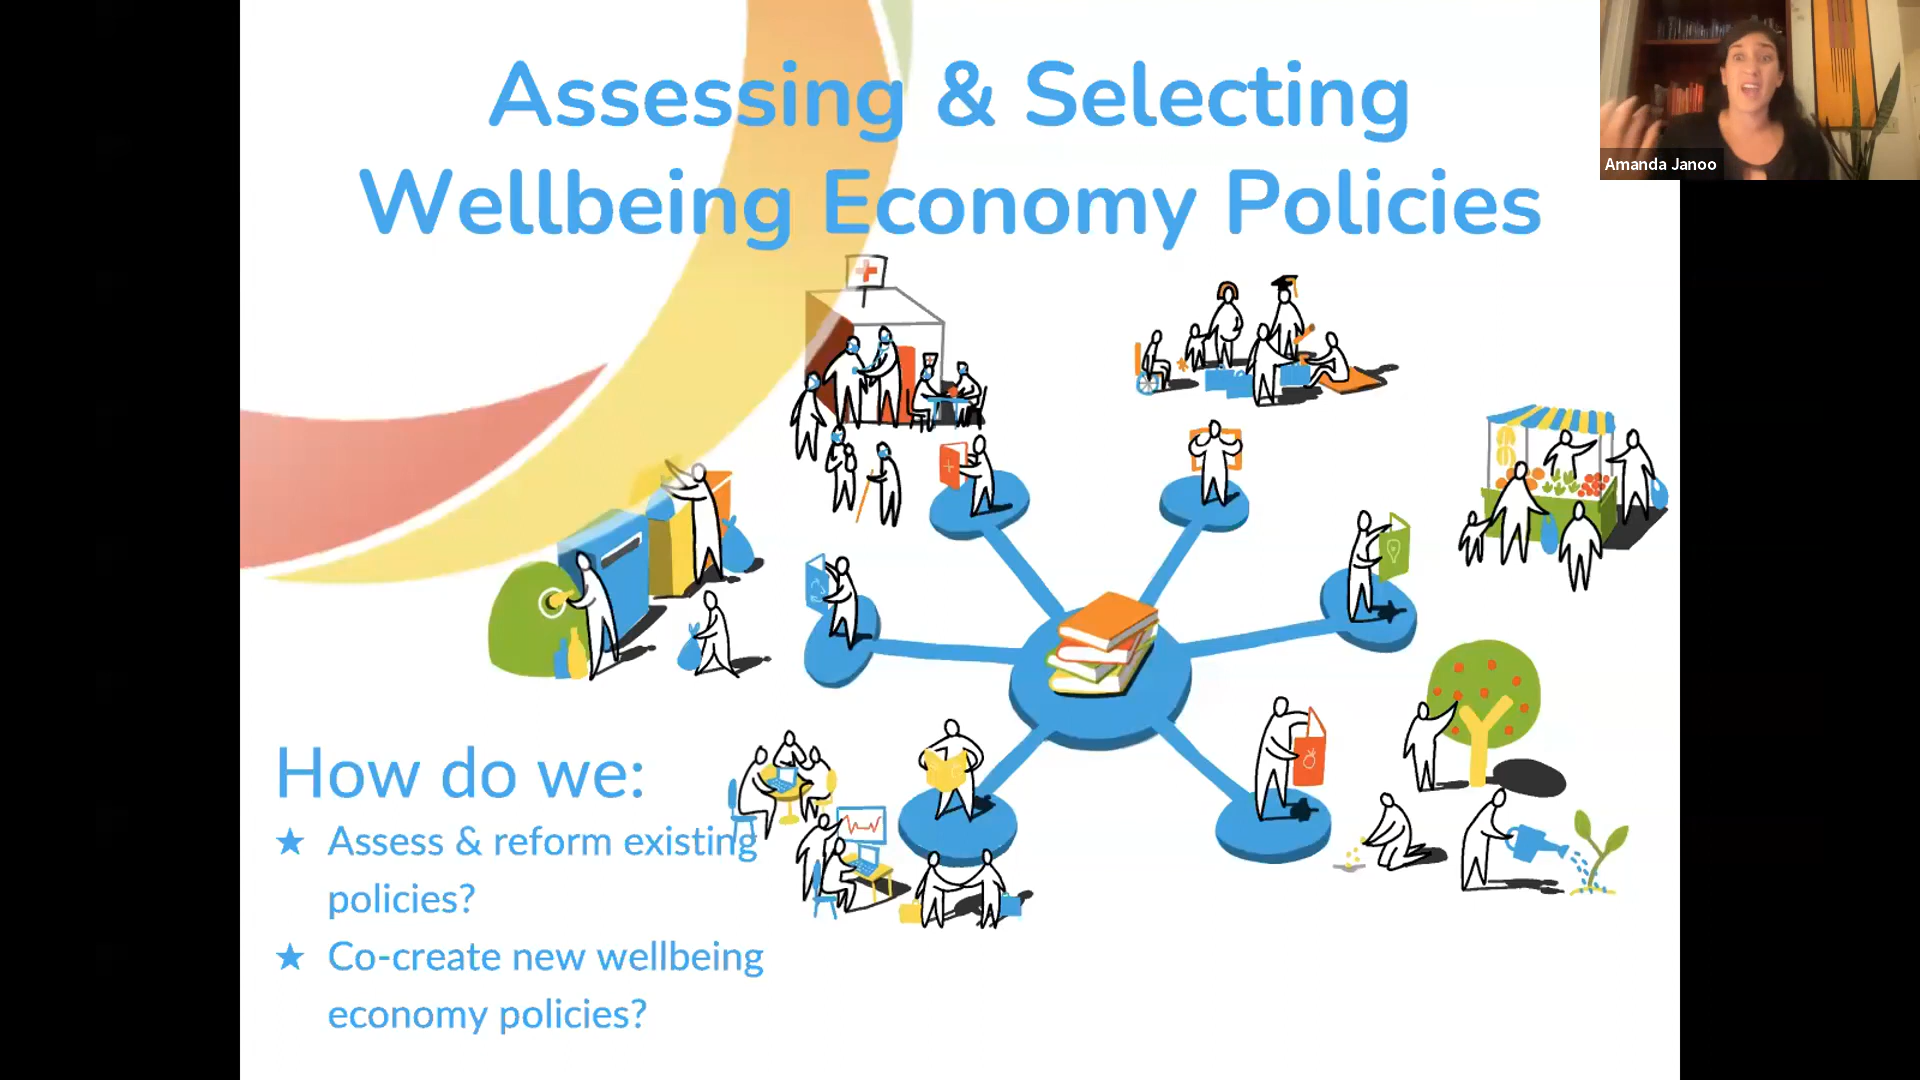 Assessing & Selecting
Wellbeing Economy Policies
Amanda Janoo
How do we:
★ Assess & reform existing
policies?
★ Co-create new wellbeing
economy policies?